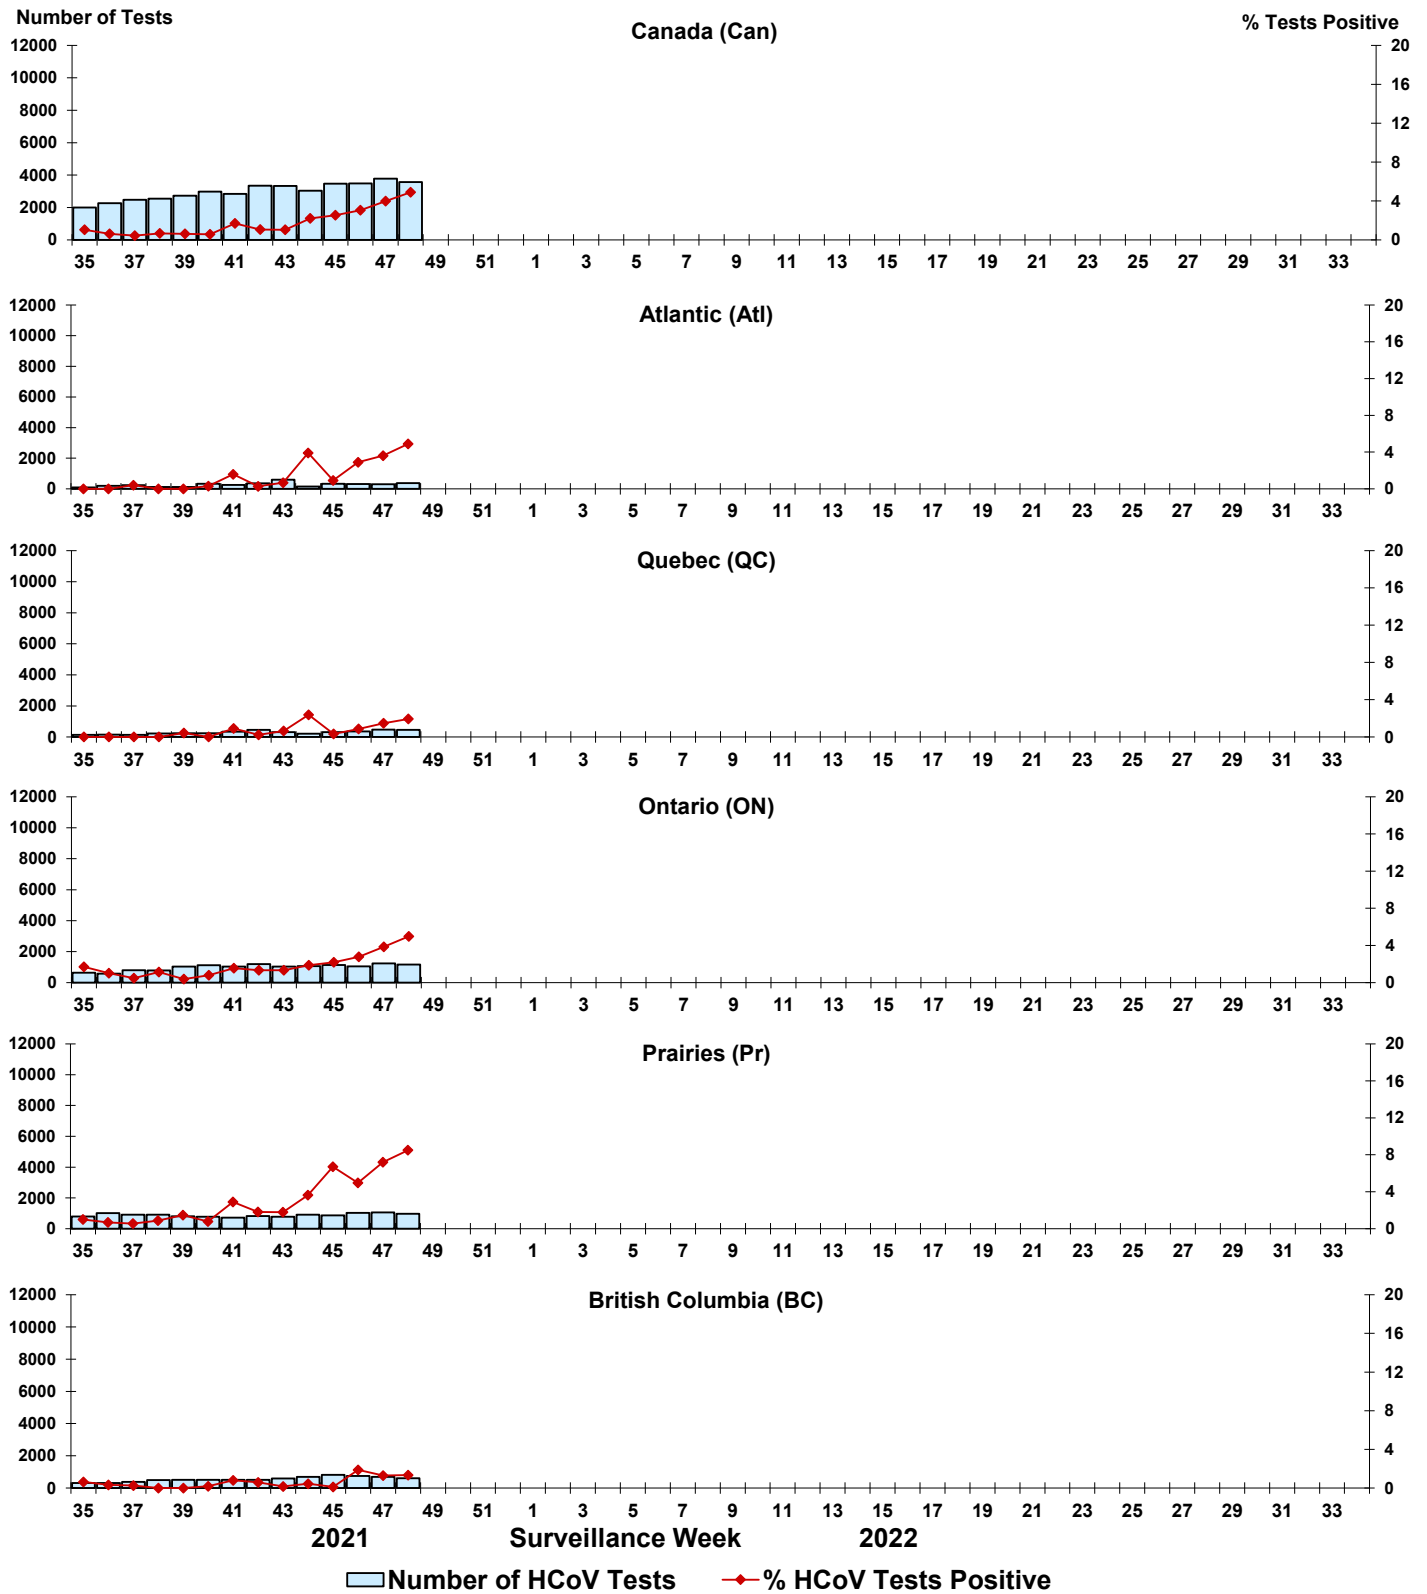 Number of Tests
Canada (Can)
% Tests Positive
12000 20
10000 16
8000 12
6000 8
4000 4
2000 0
0
35 37 39 41 43 45 47 49 51 1 3 5 7 9 11 13 15 17 19 21 23 25 27 29 31 33
Atlantic (Atl)
12000 20
10000 16
8000 12
6000 8
4000 4
2000 0
0
35 37 39 41 43 45 47 49 51 1 3 5 7 9 11 13 15 17 19 21 23 25 27 29 31 33
Quebec (QC)
12000 20
10000 16
8000 12
6000 8
4000 4
2000 0
0
35 37 39 41 43 45 47 49 51 1 3 5 7 9 11 13 15 17 19 21 23 25 27 29 31 33
Ontario (ON)
12000 20
10000 16
8000 12
6000 8
4000 4
2000 0
0
35 37 39 41 43 45 47 49 51 1 3 5 7 9 11 13 15 17 19 21 23 25 27 29 31 33
Prairies (Pr)
12000 20
10000 16
8000 12
6000 8
4000 4
2000 0
0
35 37 39 41 43 45 47 49 51 1 3 5 7 9 11 13 15 17 19 21 23 25 27 29 31 33
British Columbia (BC)
12000 20
10000 16
8000 12
6000 8
4000 4
2000 0
0
35 37 39 41 43 45 47 49 51 1 3 5 7 9 11 13 15 17 19 21 23 25 27 29 31 33
2021 Surveillance Week 2022
Number of HCoV Tests % HCoV Tests Positive